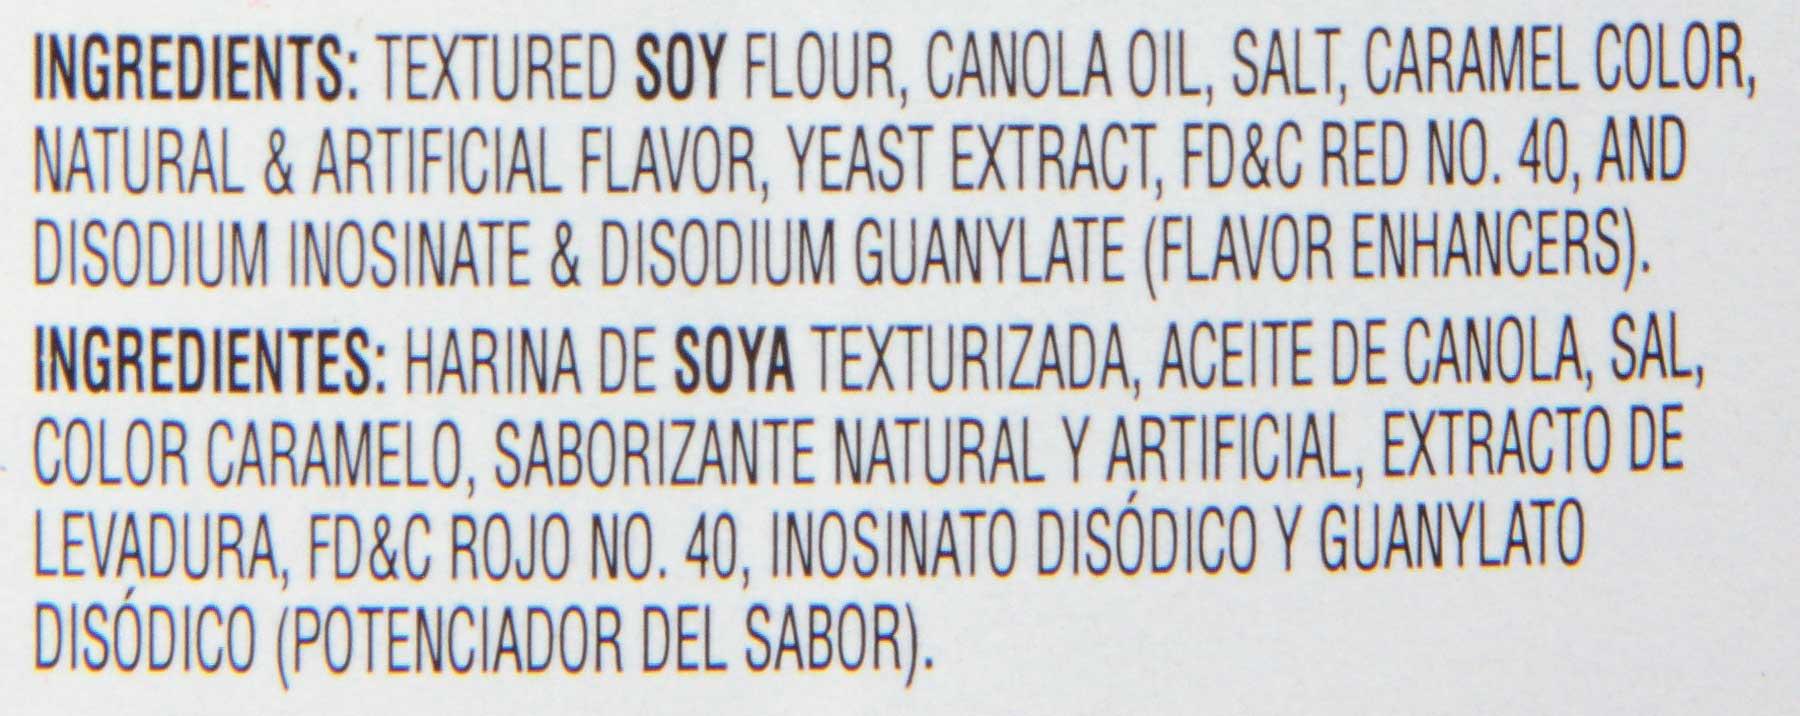 INGREDIENTS: TEXTURED SOY FLOUR, CANOLA OIL, SALT, CARAMEL COLOR,
NATURAL & ARTIFICIAL FLAVOR, YEAST EXTRACT, FD&C RED NO. 40, AND
DISODIUM INOSINATE & DISODIUM GUANYLATE (FLAVOR ENHANCERS).
INGREDIENTES: HARINA DE SOYA TEXTURIZADA, ACEITE DE CANOLA, SAL,
COLOR CARAMELO, SABORIZANTE NATURAL Y ARTIFICIAL, EXTRACTO DE
LEVADURA, FD&C ROJO NO. 40, INOSINATO DISÓDICO Y GUANYLATO
DISÓDICO (POTENCIADOR DEL SABOR).